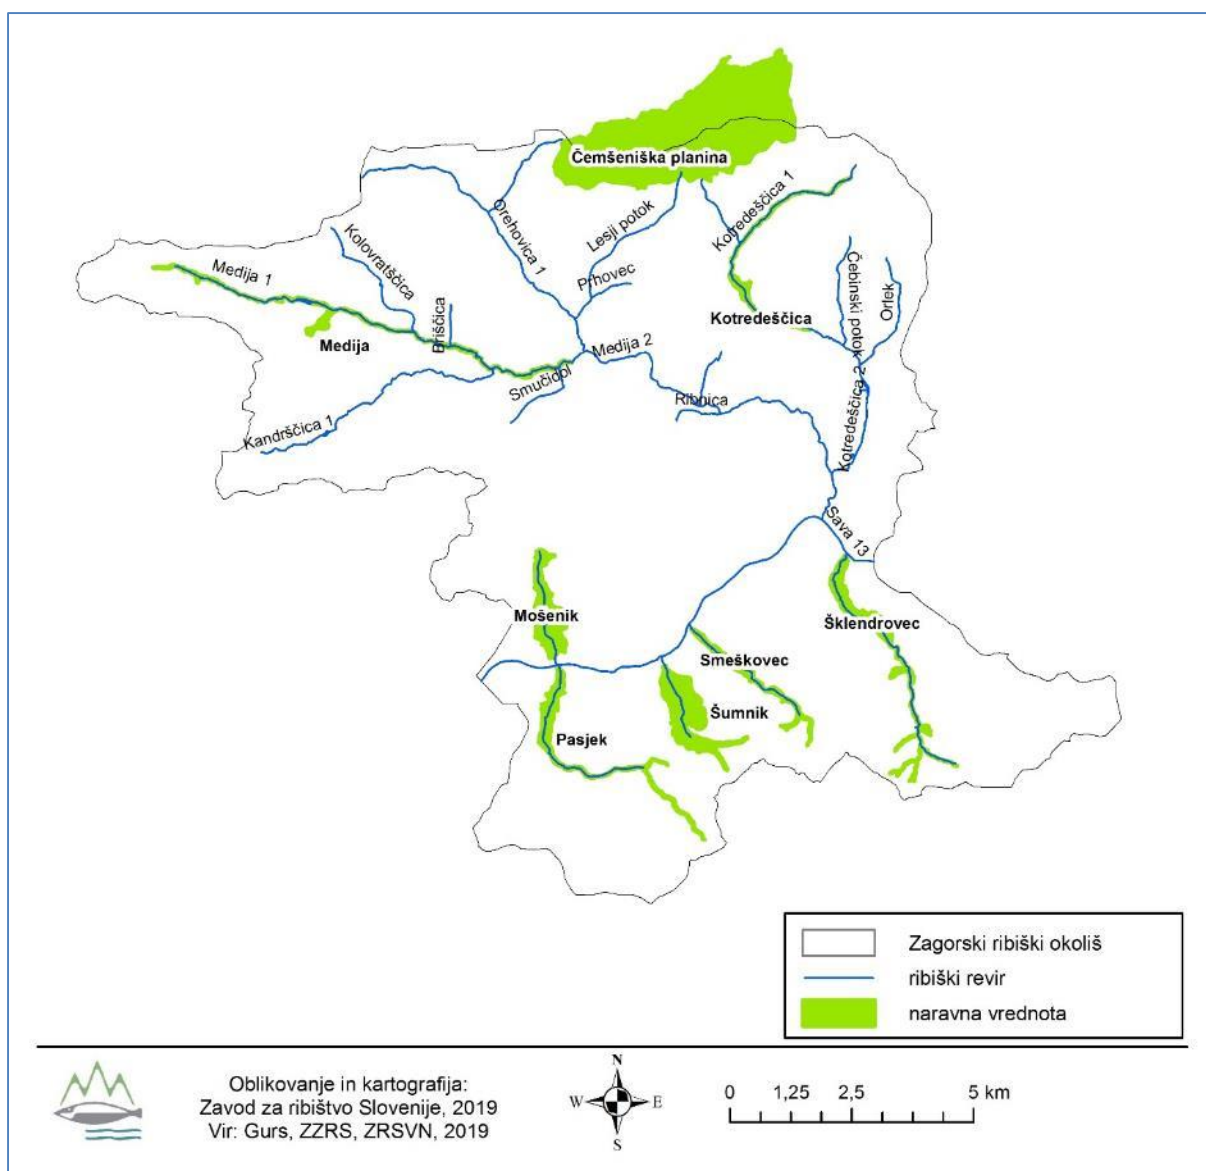 Čemšeniška planina
Kotredeščica 1
Orehovica 1
Lesji potok
Kolovratščica
Prhovec
Medija 1
Čebinski potok
Orlek
Kotredeščica
Briščica
Medija
Medija 2
Smučidol
Ribnica
Kotredeščica 2
Kandrščica 1
Sava 13
Mošenik
Šklendrovec
Smeškovec
Šumnik
Pasjek
Zagorski ribiški okoliš
ribiški revir
naravna vrednota
Oblikovanje in kartografija:
Zavod za ribištvo Slovenije, 2019
Vir: Gurs, ZZRS, ZRSVN, 2019
N
W E
S
0 1,25 2,5 5 km